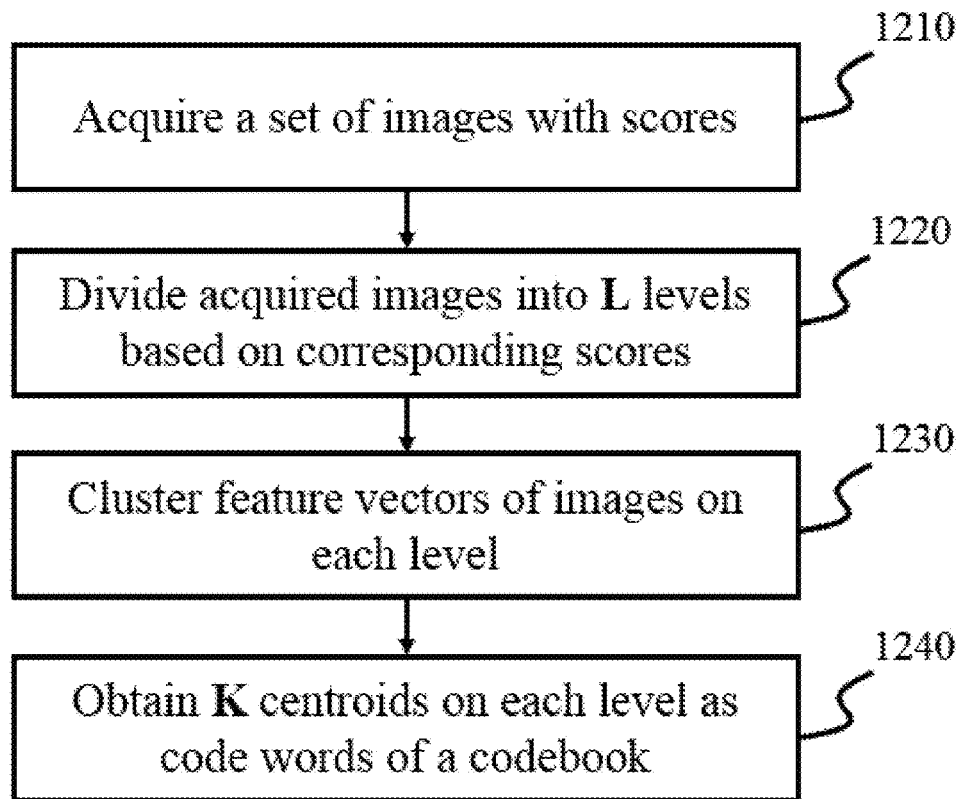 1210
Acquire a set of images with scores
1220
Divide acquired images into L levels
based on corresponding scores
1230
Cluster feature vectors of images on
each level
1240
Obtain K centroids on each level as
code words of a codebook